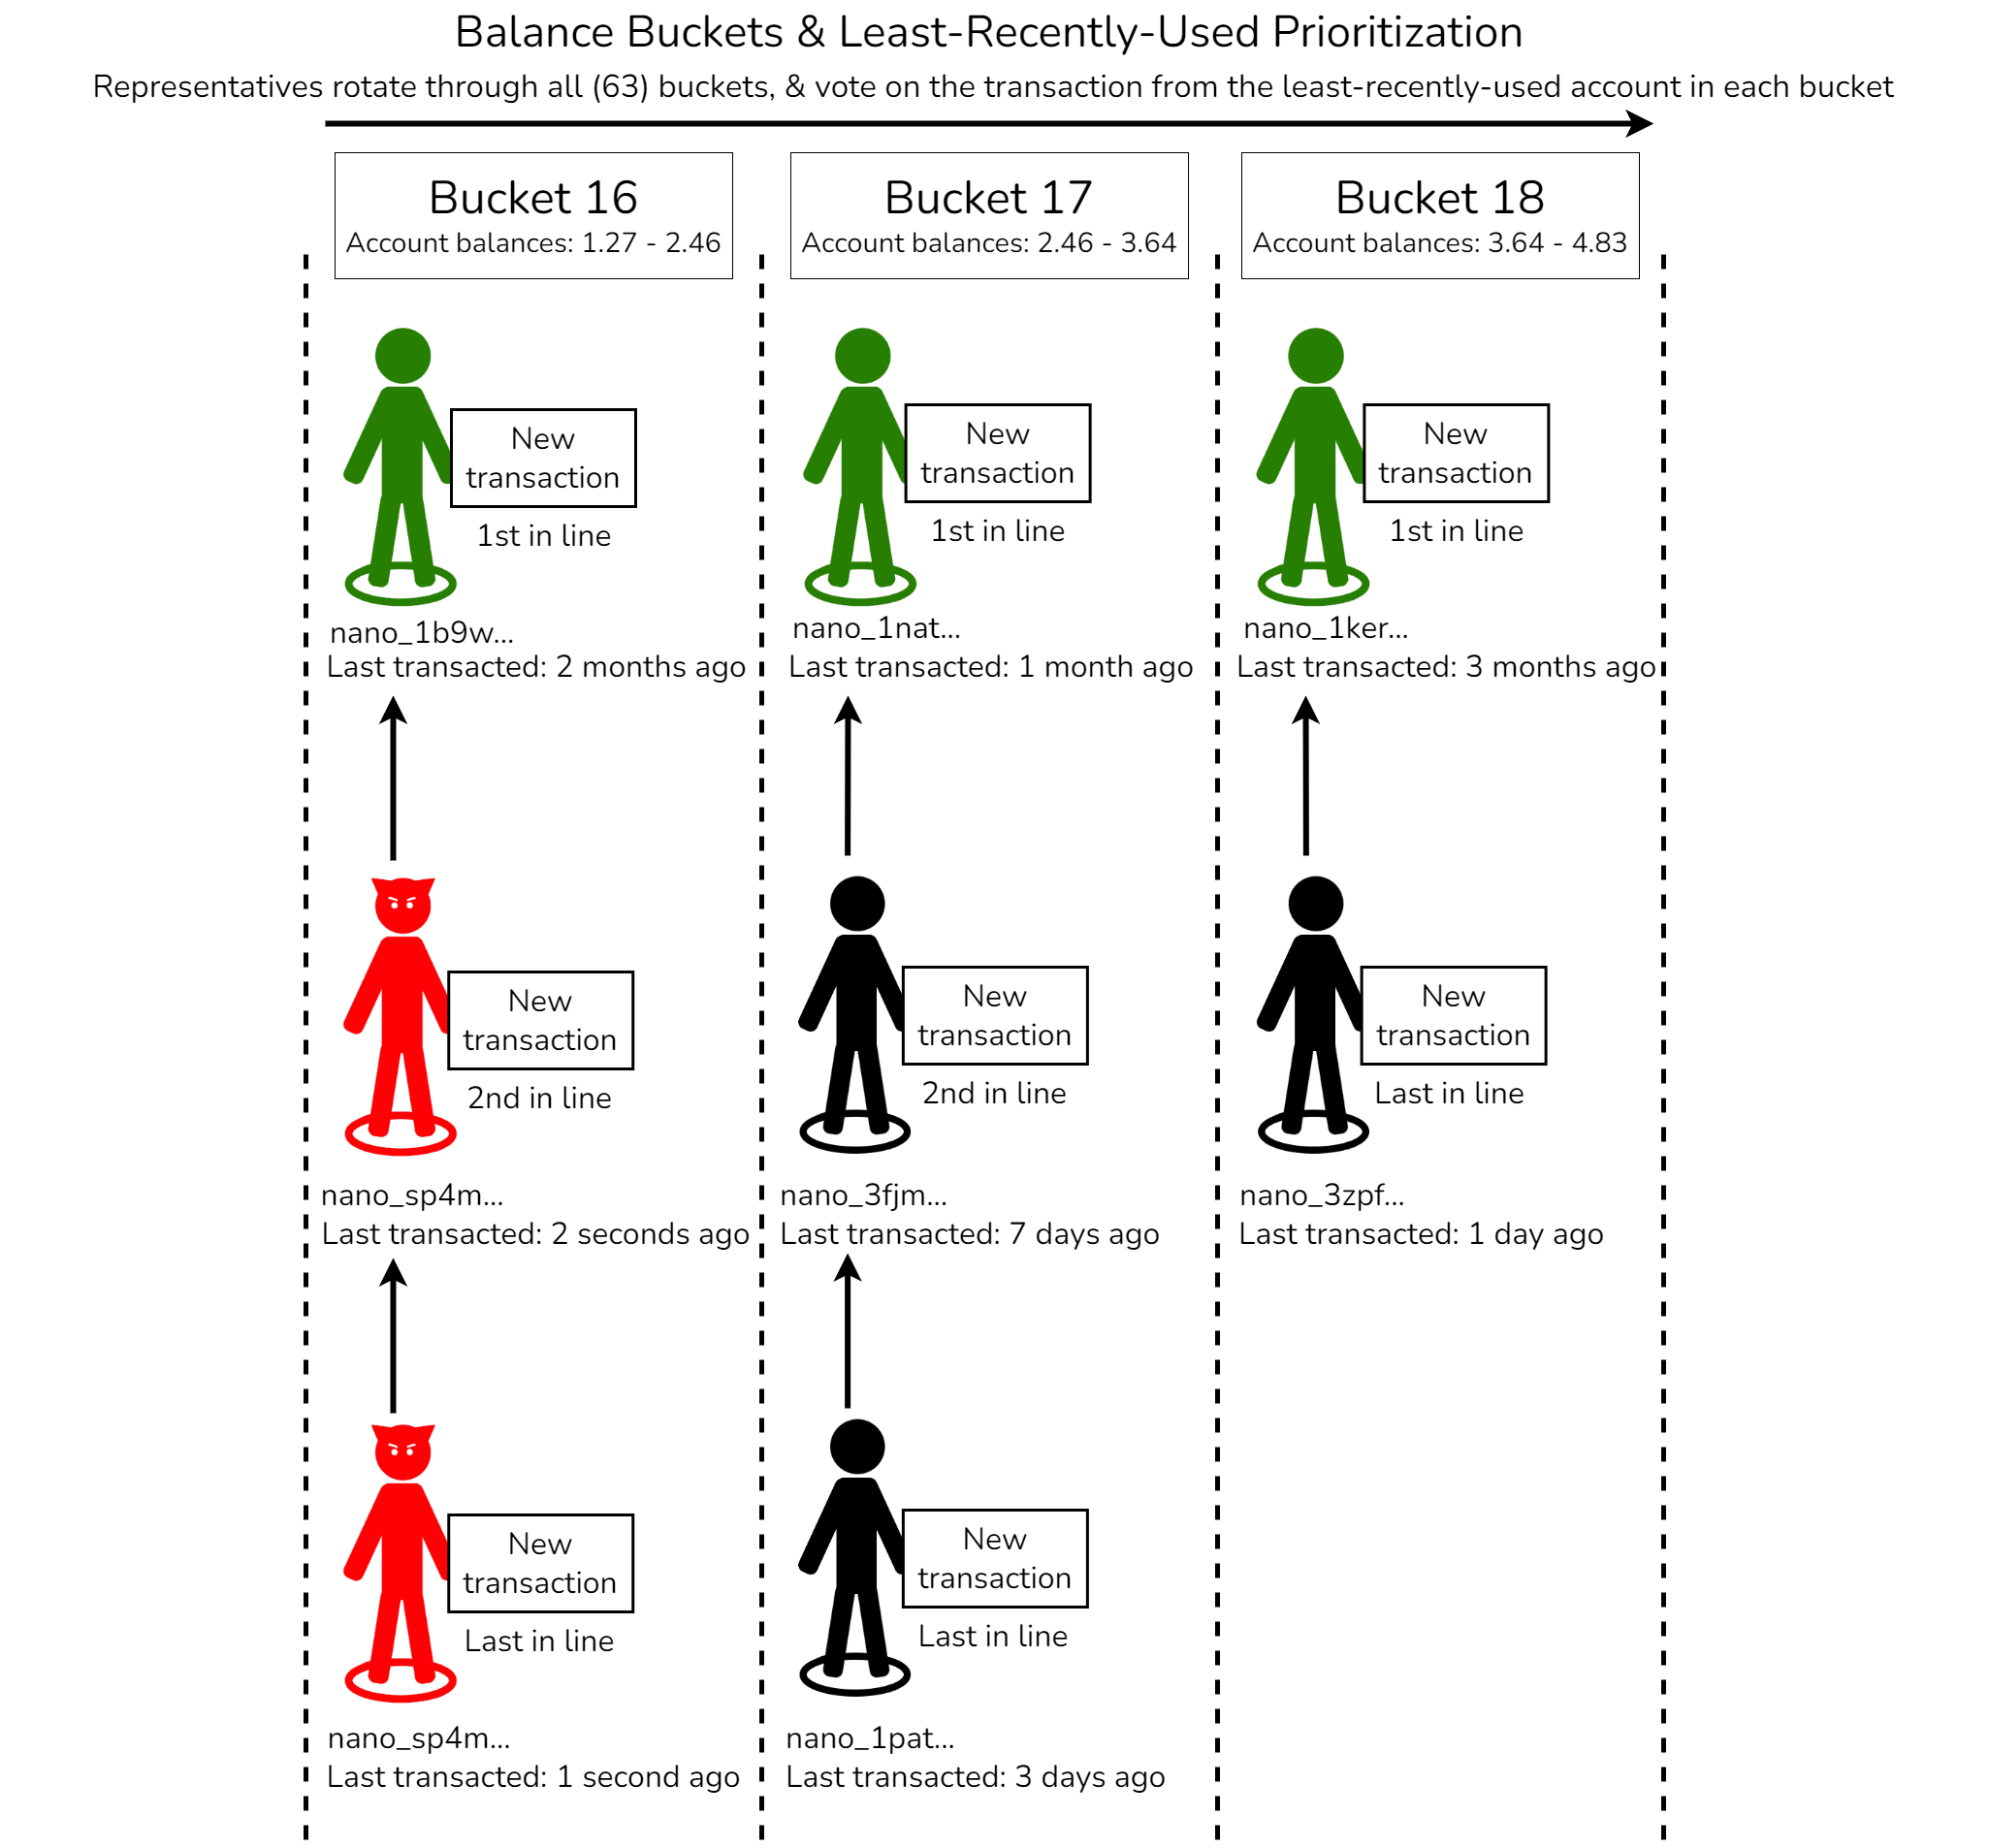 Balance Buckets & Least-Recently-Used Prioritization
Representatives rotate through all (63) buckets, & vote on the transaction from the least-recently-used account in each bucket
Bucket 16
Account balances: 1.27 - 2.46
Bucket 17
Account balances: 2.46 - 3.64
Bucket 18
Account balances: 3.64 - 4.83
New
transaction
1st in line
nano_1b9w...
Last transacted: 2 months ago
New
transaction
1st in line
nano_1nat...
Last transacted: 1 month ago
New
transaction
1st in line
nano_1ker...
Last transacted: 3 months ago
New
transaction
2nd in line
nano_sp4m...
Last transacted: 2 seconds ago
New
transaction
2nd in line
nano_3fjm...
Last transacted: 7 days ago
New
transaction
Last in line
nano_3zpf...
Last transacted: 1 day ago
New
transaction
Last in line
nano_sp4m...
Last transacted: 1 second ago
New
transaction
Last in line
nano_1pat...
Last transacted: 3 days ago